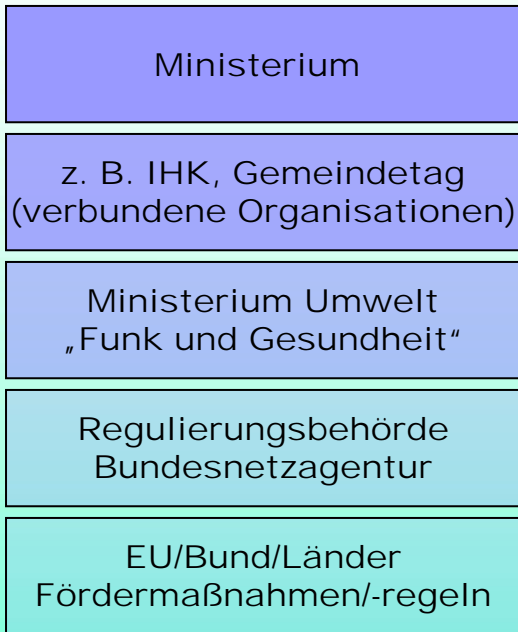 Ministerium
z. B. IHK, Gemeindetag
(verbundene Organisationen)
Ministerium Umwelt
„Funk und Gesundheit“
Regulierungsbehörde
Bundesnetzagentur
EU/Bund/Länder
Fördermaßnahmen/-regeln